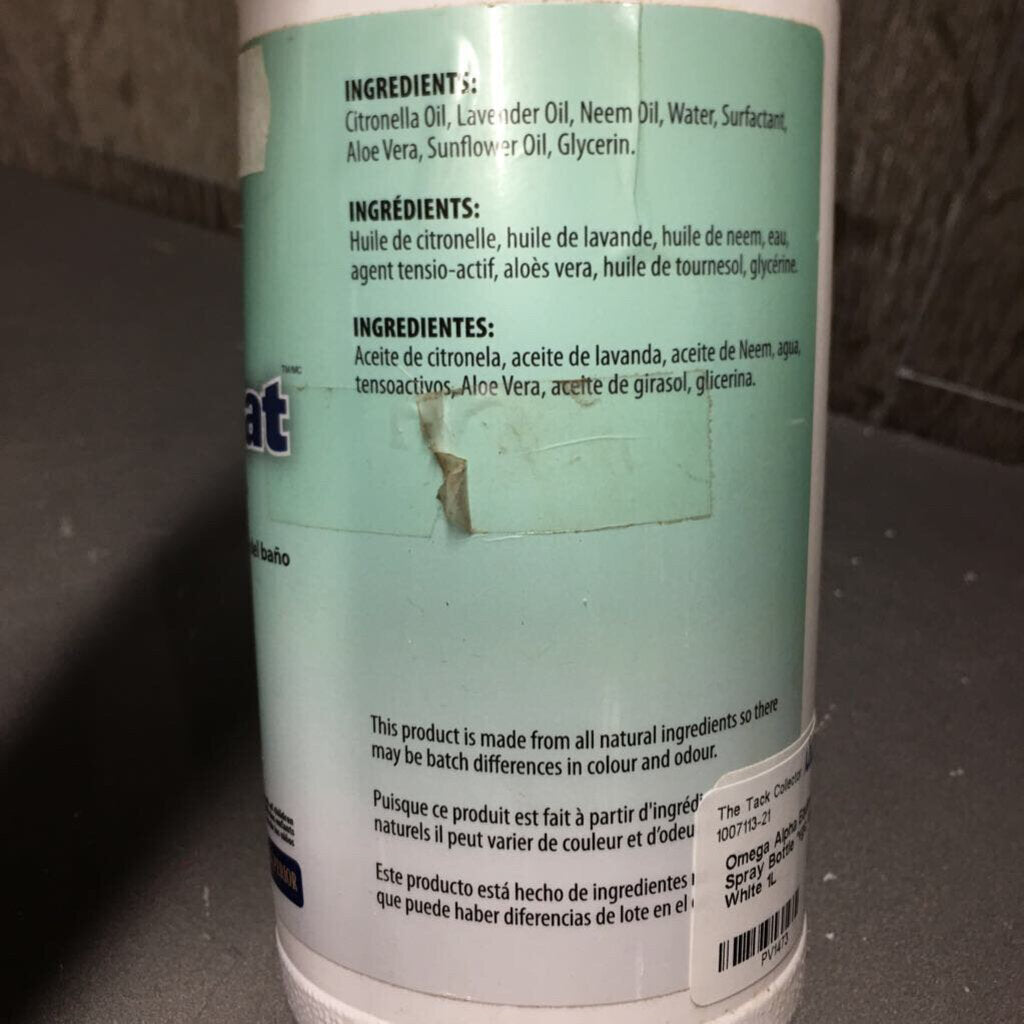 INGREDIENTS:
Citronella Oil, Lavender Oil, Neem Oil, Water, Surfactant,
Aloe Vera, Sunflower Oil, Glycerin.
INGRÉDIENTS:
Huile de citronelle, huile de lavande, huile de neem, eau,
agent tensio-actif, aloès vera, huile de tournesol, glycérine.
INGREDIENTES:
Aceite de citronela, aceite de lavanda, aceite de Neem, agua,
tensoactivos, Aloe Vera, aceite de girasol, glicerina.
at
TM/MC
del baño
This product is made from all natural ingredients so there
may be batch differences in colour and odour.
Puisque ce produit est fait à partir d'ingréd
naturels il peut varier de couleur et d'odeu
Este producto está hecho de ingredientes
que puede haber diferencias de lote en el
The Tack Collector
1007113-21
Omega Alpha
Spray Bottle
White 1L
PV1473